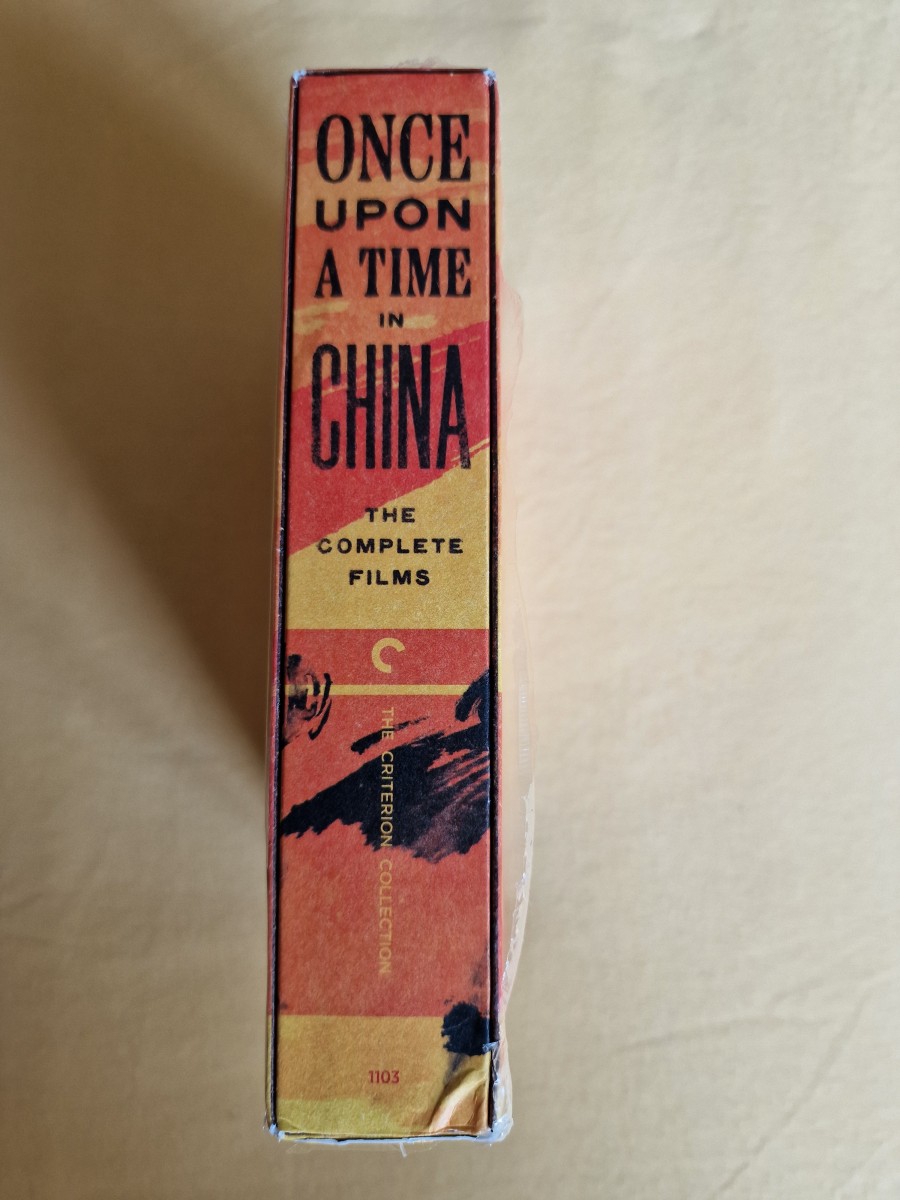 ONCE
UPON
A TIME
IN
CHINA
THE
COMPLETE
FILMS
THE CRITERION COLLECTION
1103